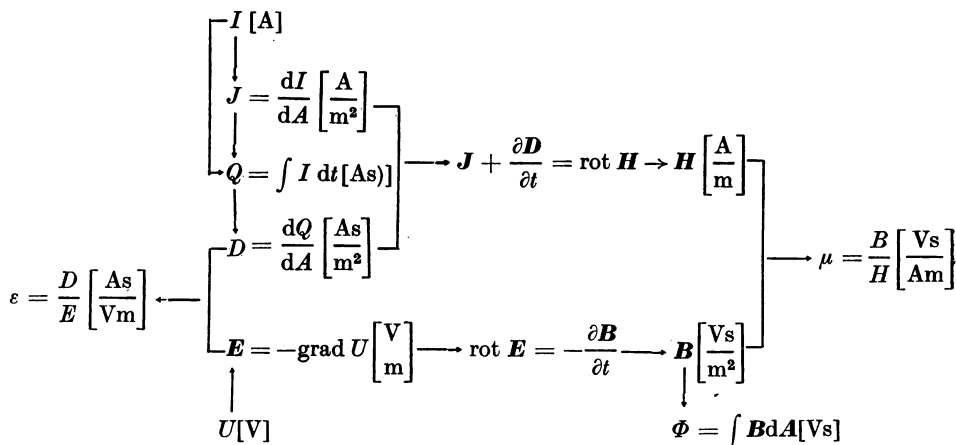 I [A]
J = dI/dA [A/m²]
Q = ∫ I dt[As)]
J + ∂D/∂t = rot H → H [A/m]
D = dQ/dA [As/m²]
μ = B/H [Vs/Am]
ε = D/E [As/Vm]
E = −grad U [V m] → rot E = −∂B/∂t → B [Vs/m²]
U[V]
Φ = ∫ BdA[Vs]